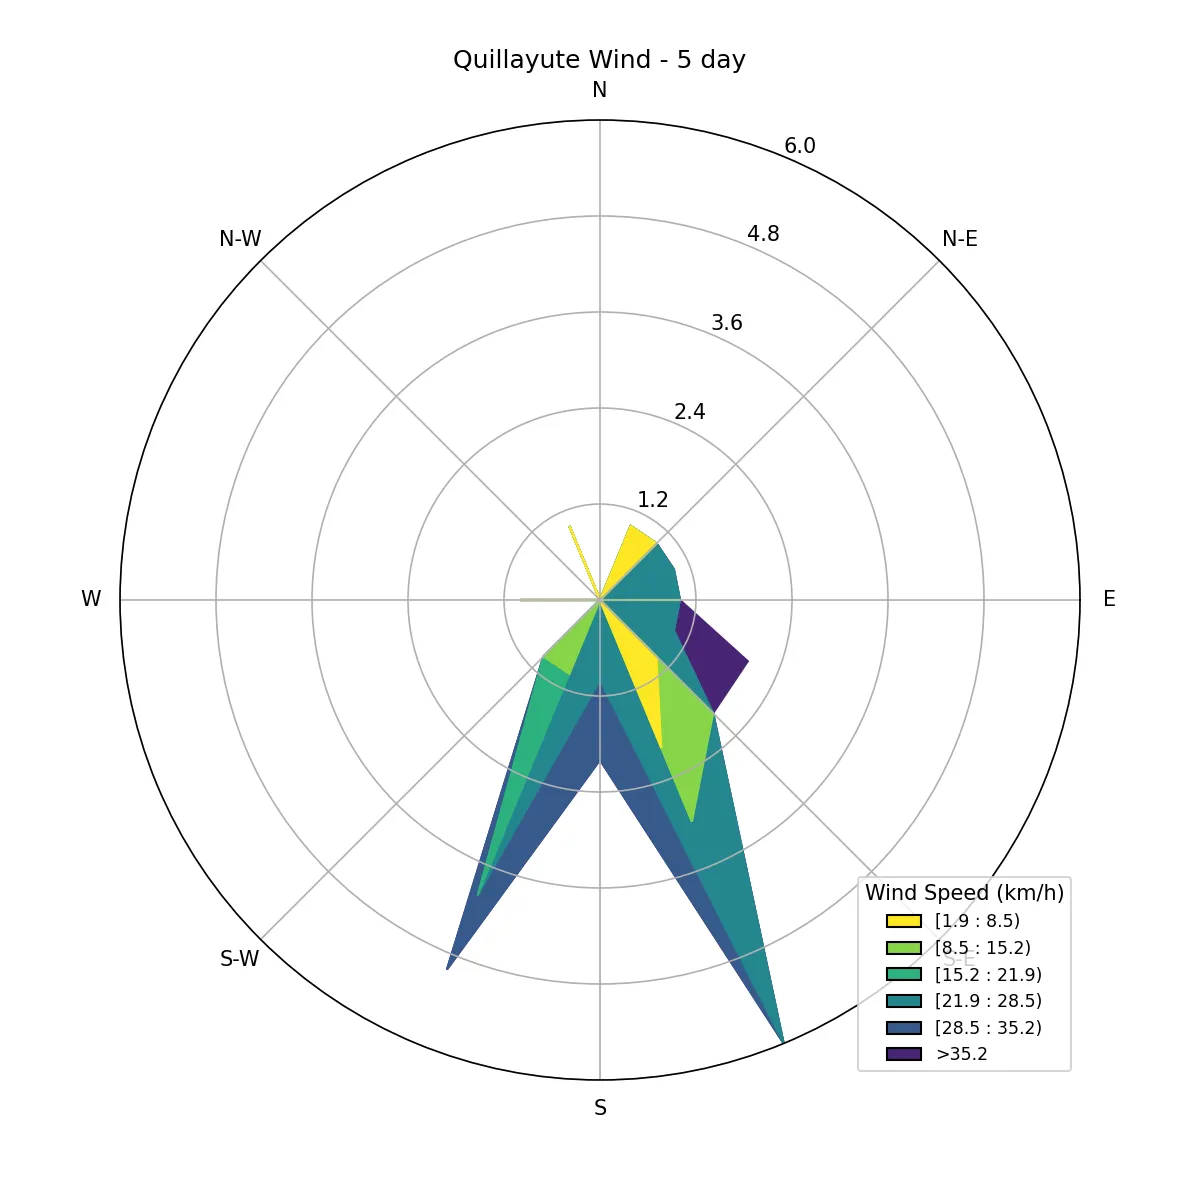 Quillayute Wind - 5 day
N
6.0
N-W
N-E
4.8
3.6
2.4
1.2
W
E
S-W
S-E
S
Wind Speed (km/h)
[1.9 : 8.5)
[8.5 : 15.2)
[15.2 : 21.9)
[21.9 : 28.5)
[28.5 : 35.2)
>35.2